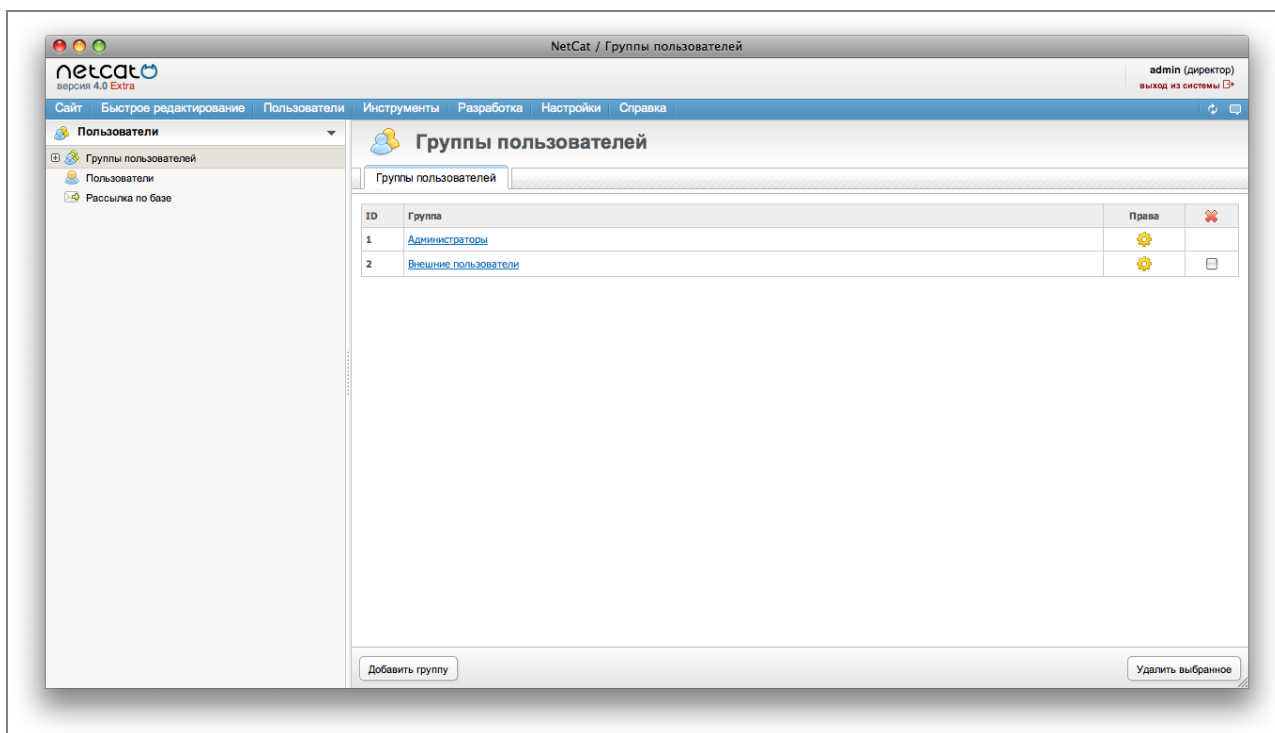 NetCat / Группы пользователей
netcat
версия 4.0 Extra
admin (директор)
выход из системы
Сайт Быстрое редактирование Пользователи Инструменты Разработка Настройки Справка
Пользователи
Группы пользователей
Пользователи
Рассылка по базе
Группы пользователей
Группы пользователей
ID Группа Права
1 Администраторы
2 Внешние пользователи
Добавить группу Удалить выбранное